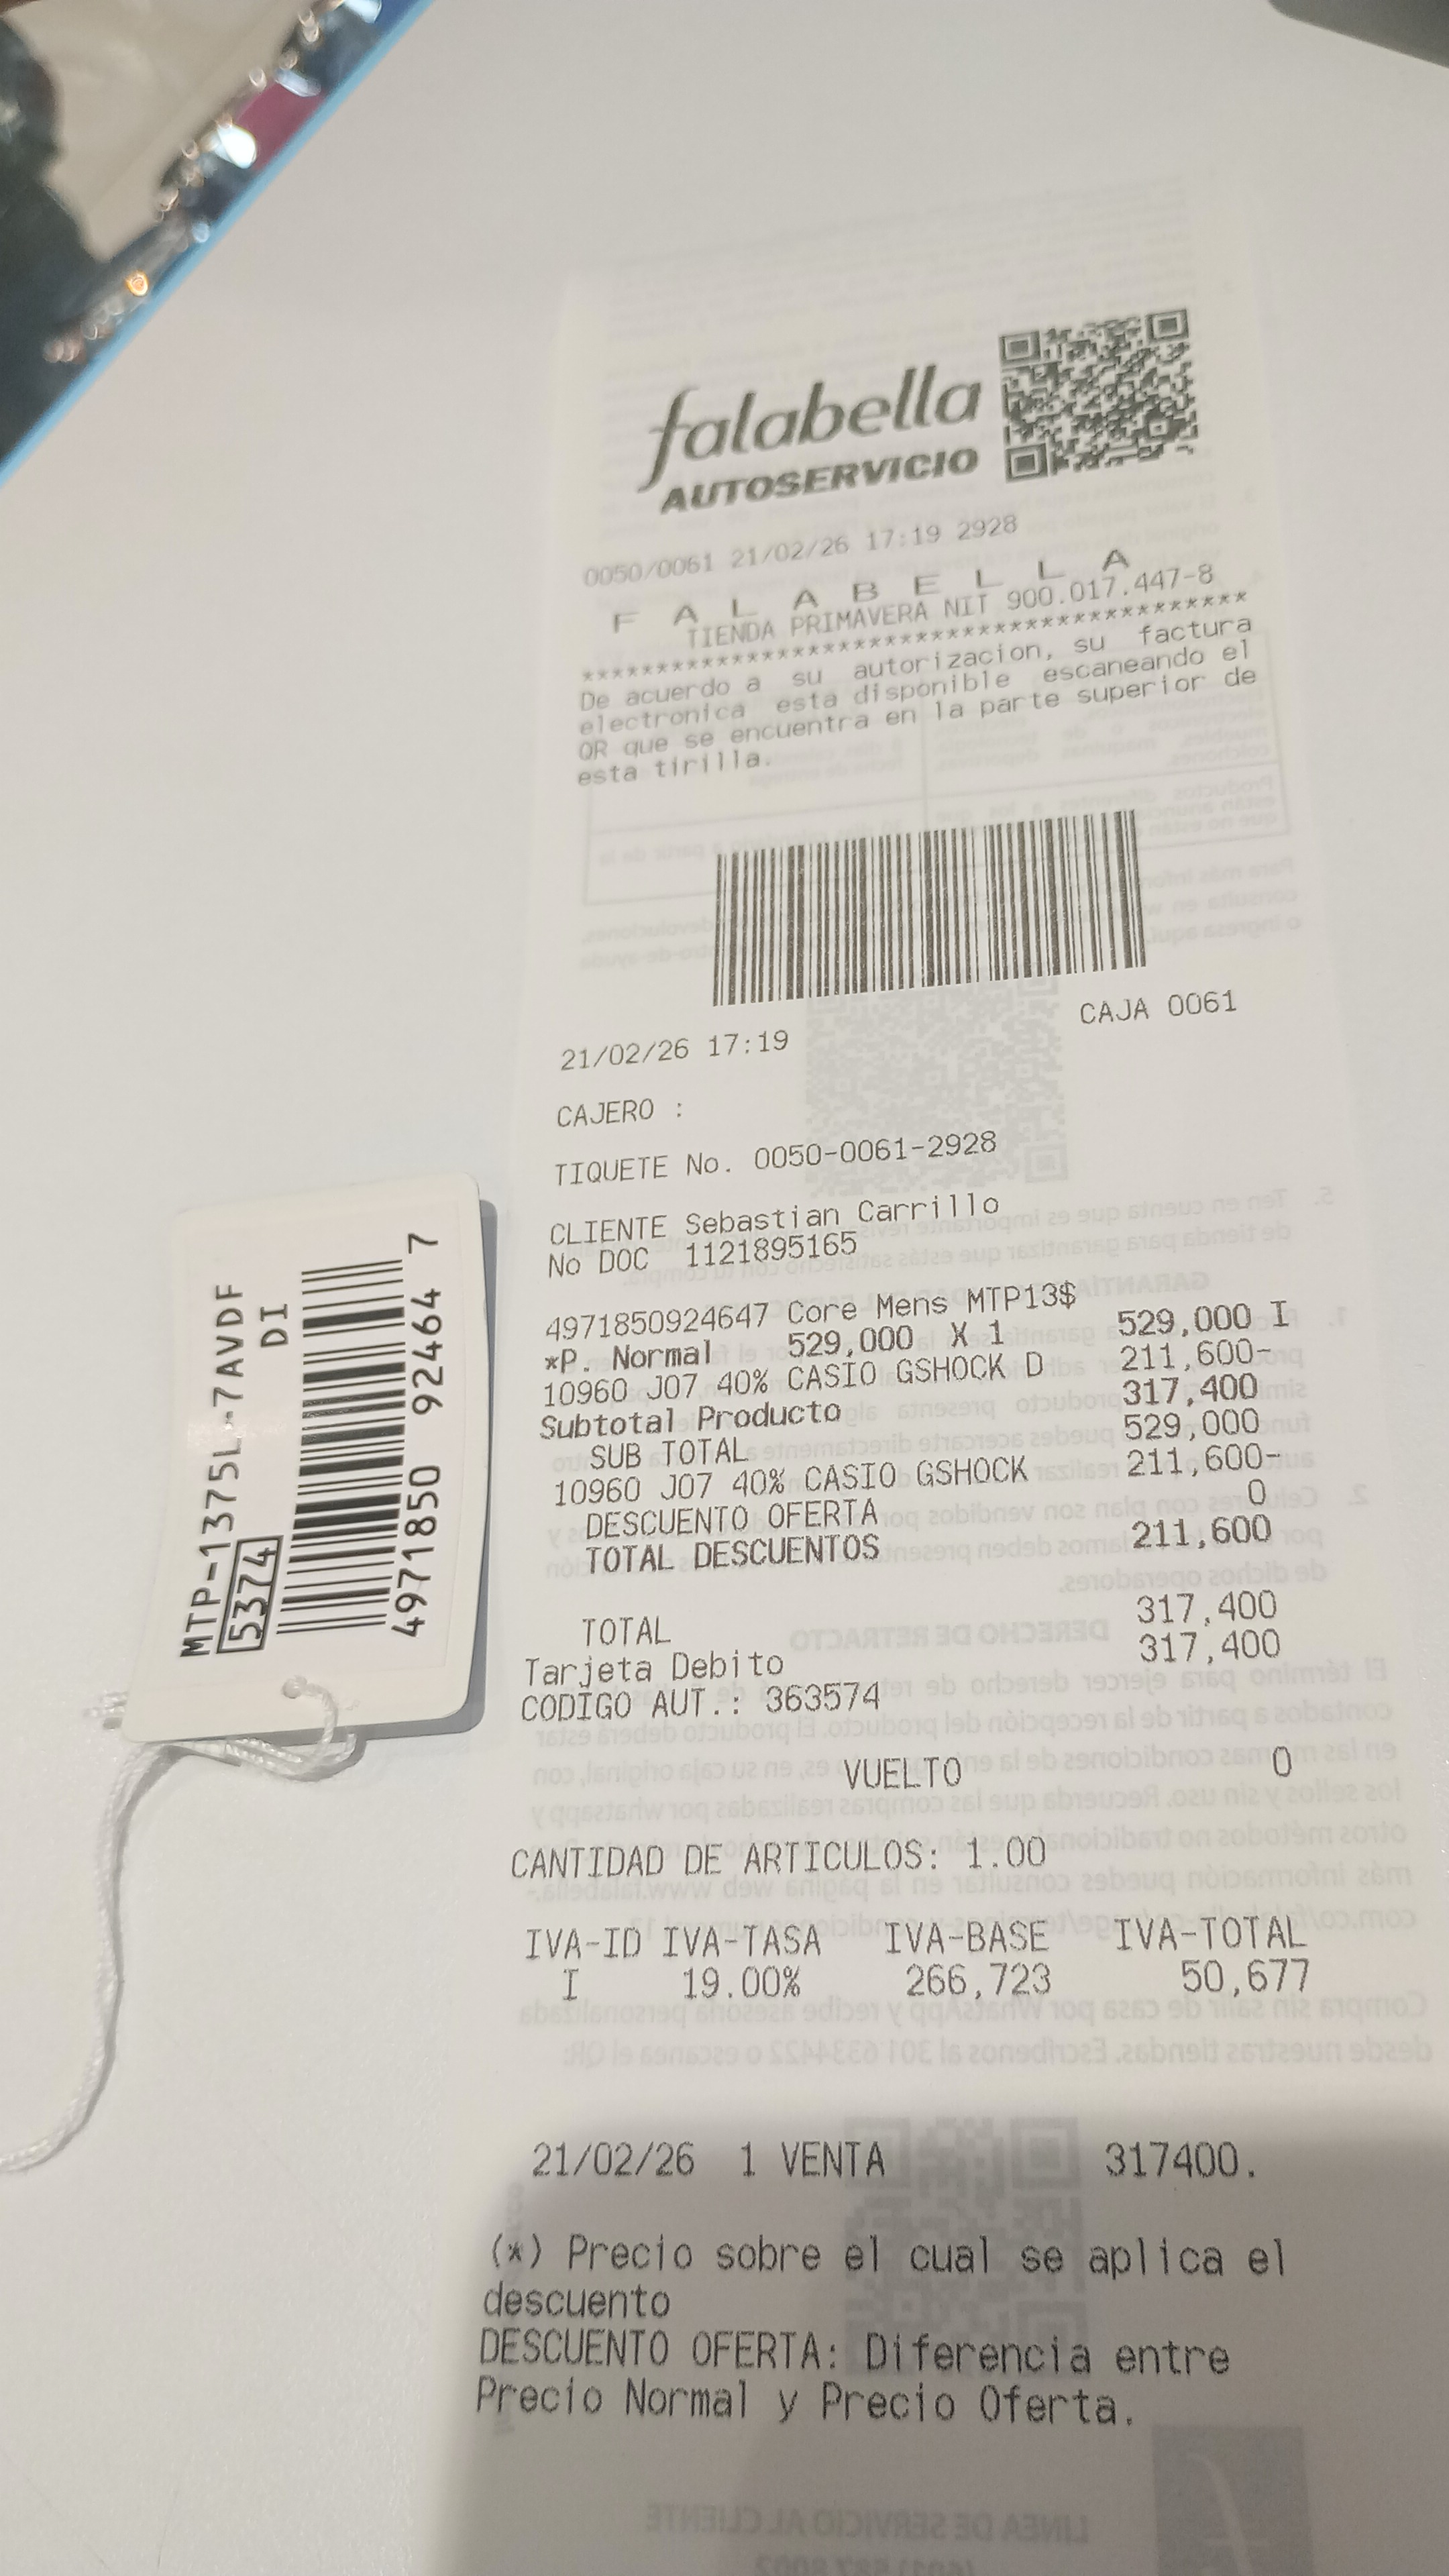 falabella
AUTOSERVICIO
0050/0061 21/02/26 17:19 2928
F A L A B E L L A
TIENDA PRIMAVERA NIT 900.017.447-8
****************************************
De acuerdo a su autorizacion, su factura
electronica esta disponible escaneando el
QR que se encuentra en la parte superior de
esta tirilla.
CAJA 0061
21/02/26 17:19
CAJERO :
TIQUETE No. 0050-0061-2928
CLIENTE Sebastian Carrillo
No DOC 1121895165
4971850924647 Core Mens MTP13$
*P. Normal 529,000 X 1 529,000 I
10960 J07 40% CASIO GSHOCK D 211,600-
Subtotal Producto 317,400
SUB TOTAL 529,000
10960 J07 40% CASIO GSHOCK 211,600-
DESCUENTO OFERTA 0
TOTAL DESCUENTOS 211,600
TOTAL 317,400
Tarjeta Debito 317,400
CODIGO AUT.: 363574
VUELTO 0
CANTIDAD DE ARTICULOS: 1.00
IVA-ID IVA-TASA IVA-BASE IVA-TOTAL
I 19.00% 266,723 50,677
21/02/26 1 VENTA 317400.
(*) Precio sobre el cual se aplica el
descuento
DESCUENTO OFERTA: Diferencia entre
Precio Normal y Precio Oferta.
MTP-1375L-7AVDF
5374 DI
4971850 92464 7